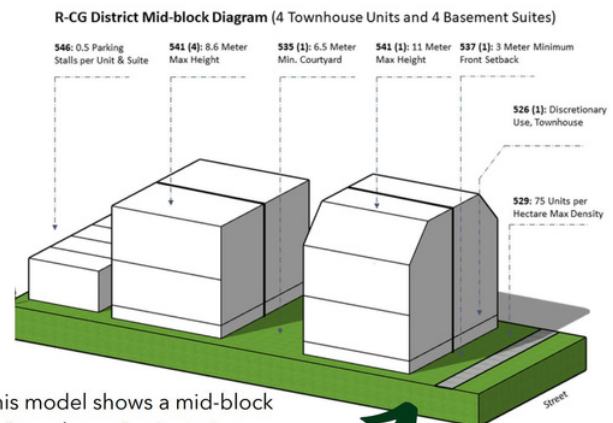 R-CG District Mid-block Diagram (4 Townhouse Units and 4 Basement Suites)
546: 0.5 Parking
Stalls per Unit & Suite
541 (4): 8.6 Meter
Max Height
535 (1): 6.5 Meter
Min. Courtyard
541 (1): 11 Meter
Max Height
537 (1): 3 Meter Minimum
Front Setback
526 (1): Discretionary
Use, Townhouse
529: 75 Units per
Hectare Max Density
Street
his model shows a mid-block